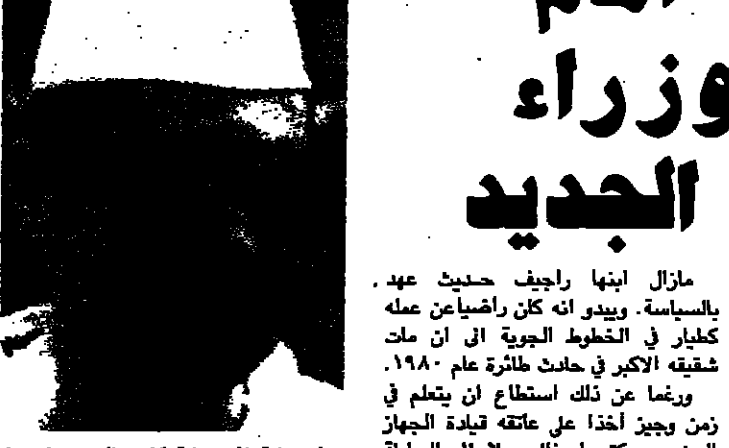 وزراء
الجديد
مازال ابنها راجيف حديث عهد
بالسياسة. ويبدو انه كان راضيا عن عمله
كطيار في الخطوط الجوية الى ان مات
شقيقه الاكبر في حادث طائرة عام ١٩٨٠.
ورغما عن ذلك استطاع ان يتعلم في
زمن وجيز أخذا على عاتقه قيادة الجهاز